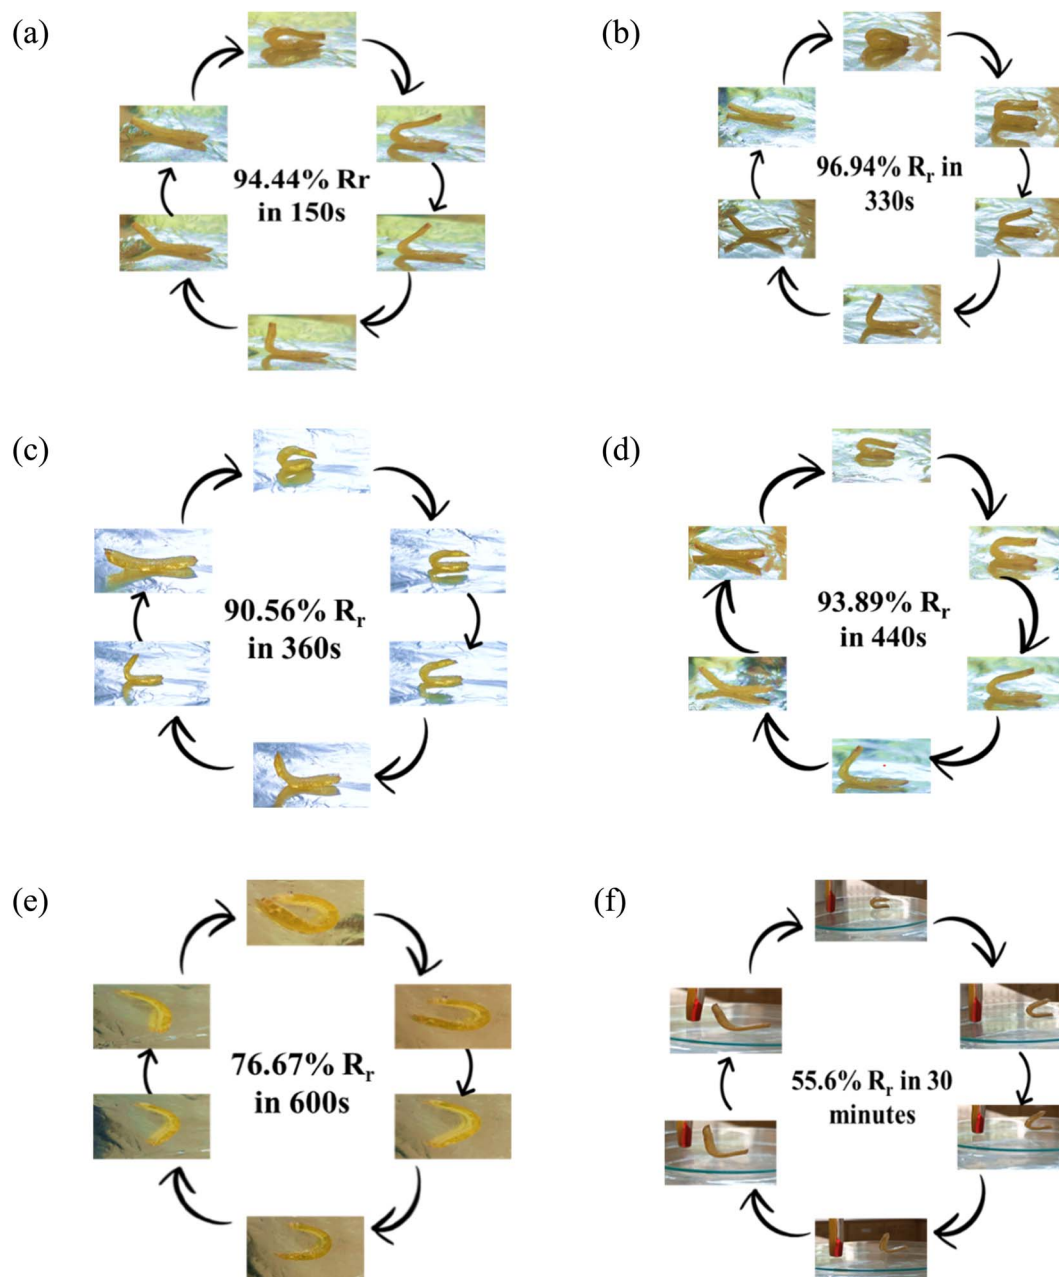 (a)
94.44% Rr
in 150s
(b)
96.94% Rᵣ in
330s
(c)
90.56% Rᵣ
in 360s
(d)
93.89% Rᵣ
in 440s
(e)
76.67% Rᵣ
in 600s
(f)
55.6% Rᵣ in 30
minutes